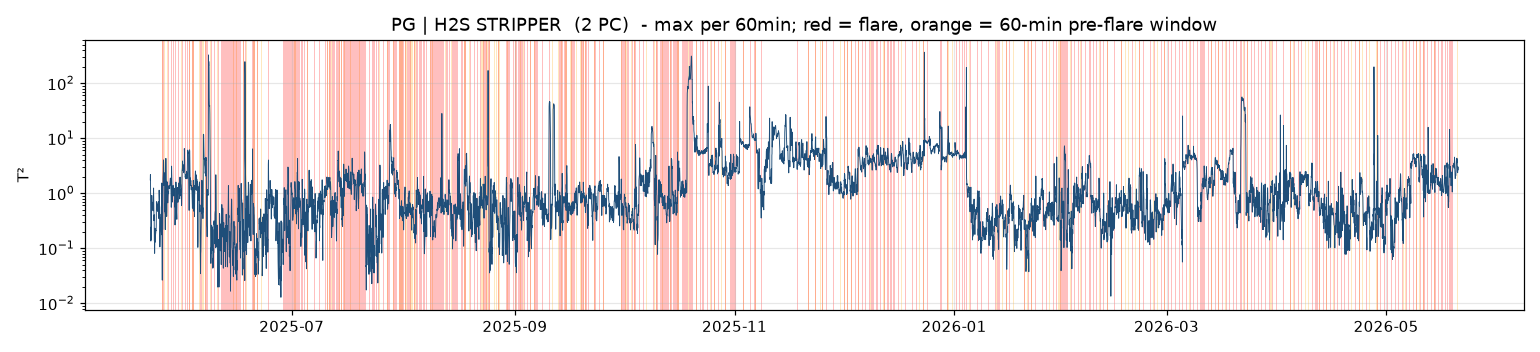 PG | H2S STRIPPER (2 PC) - max per 60min; red = flare, orange = 60-min pre-flare window
T²
10²
10¹
10⁰
10⁻¹
10⁻²
2025-07 2025-09 2025-11 2026-01 2026-03 2026-05